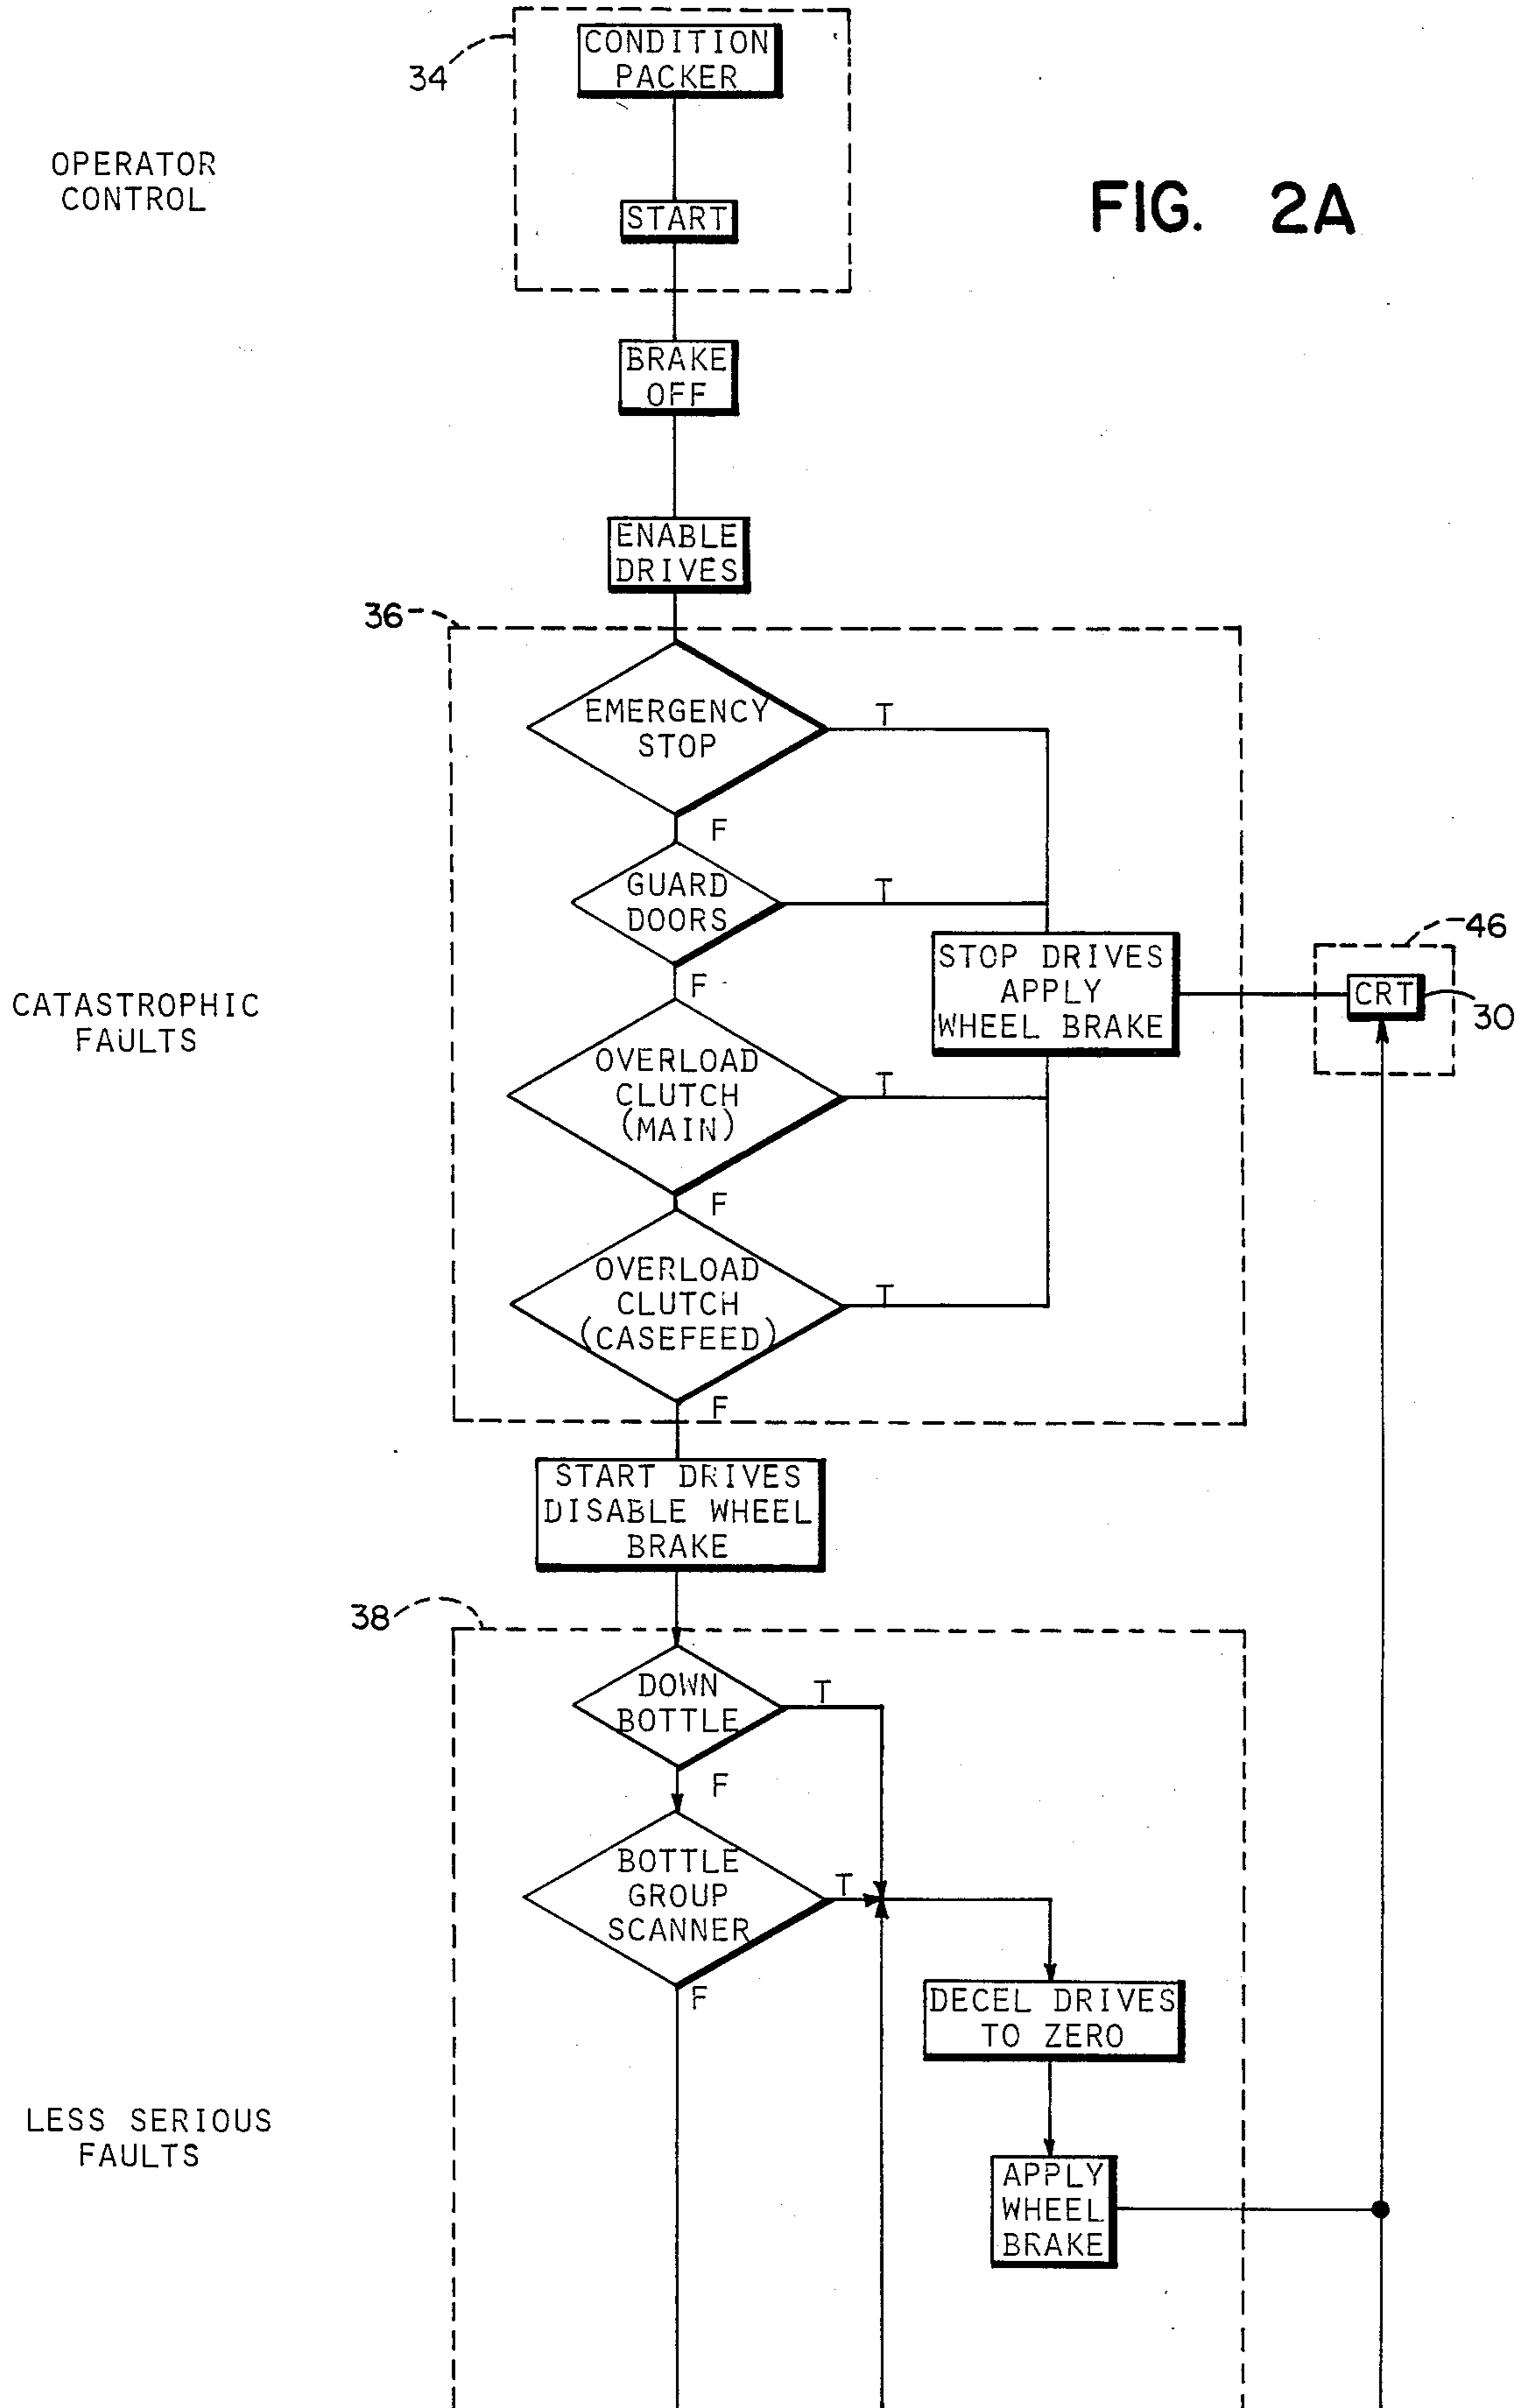 CONDITION
PACKER
34
OPERATOR
CONTROL
FIG. 2A
START
BRAKE
OFF
ENABLE
DRIVES
36
EMERGENCY
STOP
T
F
GUARD
DOORS
T
F
STOP DRIVES
APPLY
WHEEL BRAKE
46
CRT
30
CATASTROPHIC
FAULTS
OVERLOAD
CLUTCH
(MAIN)
T
F
OVERLOAD
CLUTCH
(CASEFEED)
T
F
START DRIVES
DISABLE WHEEL
BRAKE
38
DOWN
BOTTLE
T
F
BOTTLE
GROUP
SCANNER
T
F
DECEL DRIVES
TO ZERO
LESS SERIOUS
FAULTS
APPLY
WHEEL
BRAKE